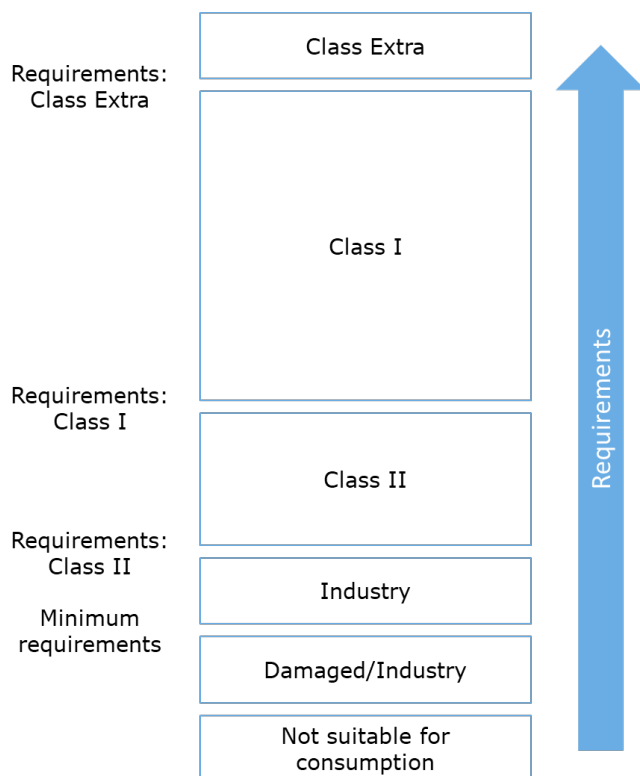 Class Extra
Requirements:
Class Extra
Class I
Requirements:
Class I
Class II
Requirements:
Class II
Industry
Minimum
requirements
Damaged/Industry
Not suitable for
consumption
Requirements